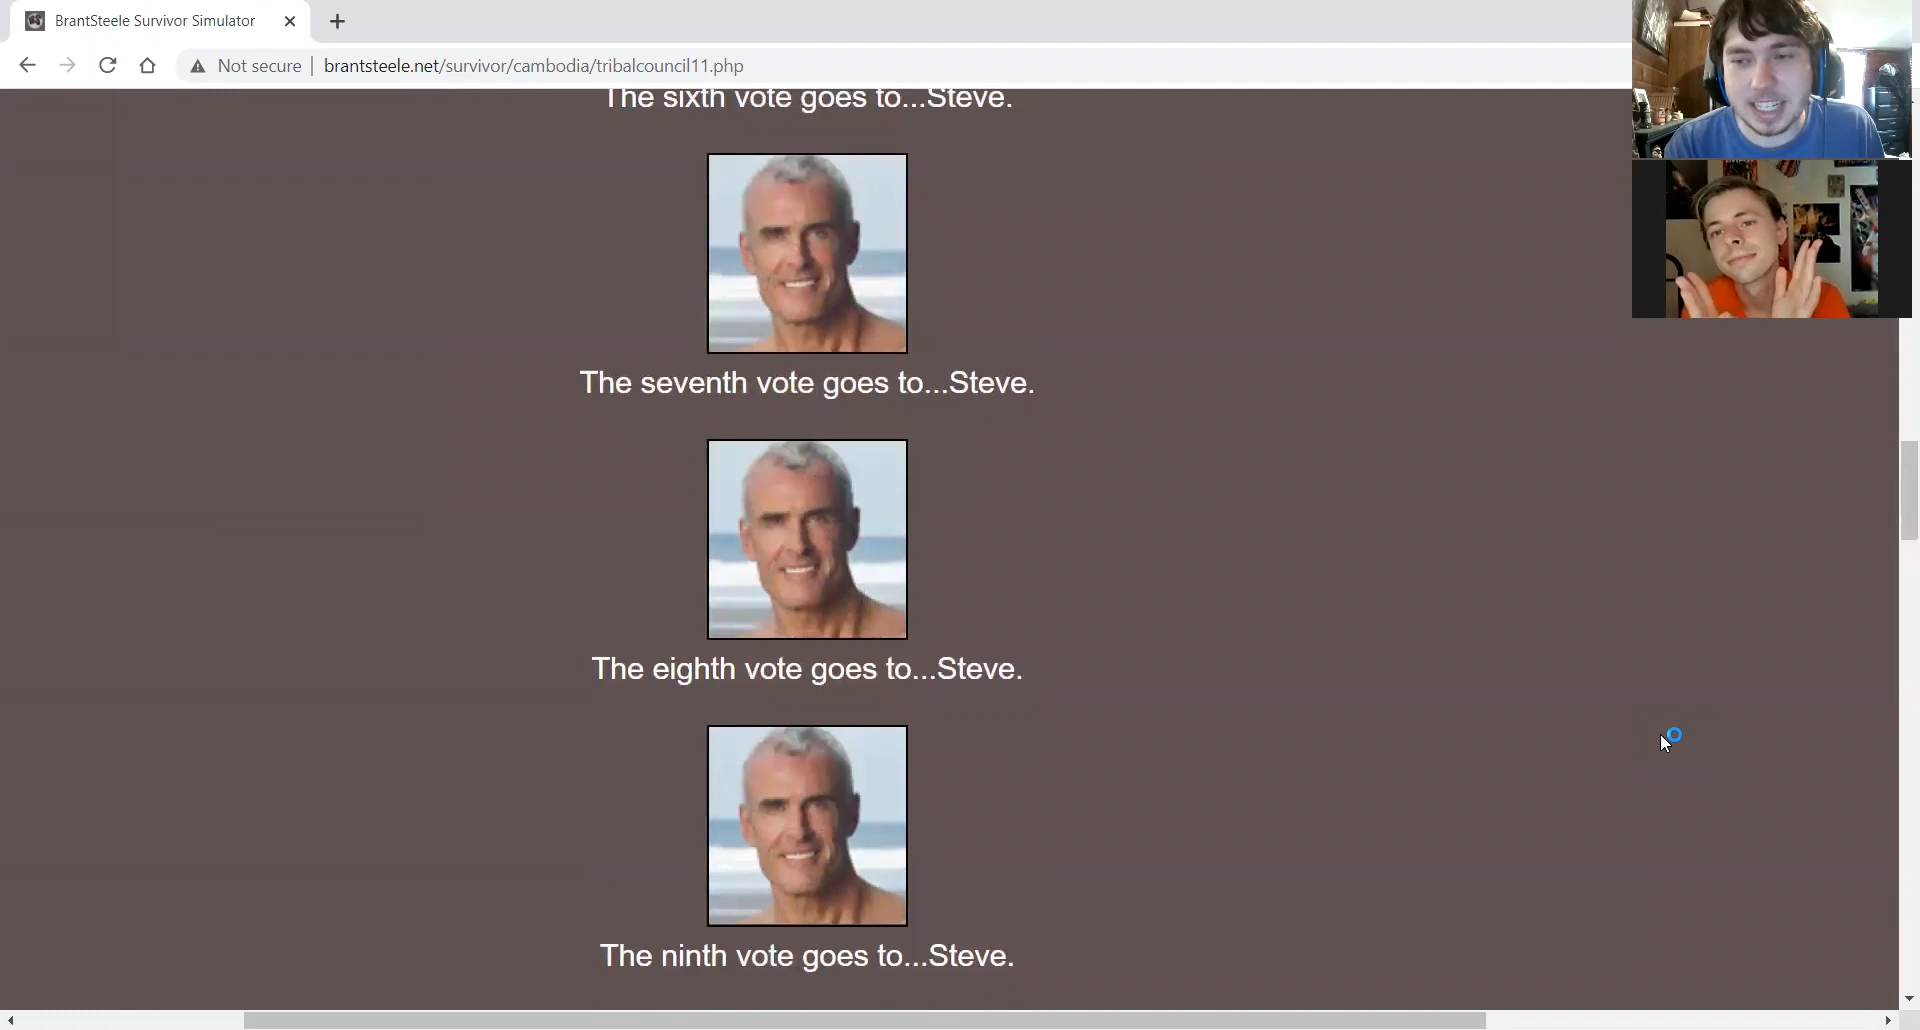 BrantSteele Survivor Simulator
Not secure
brantsteele.net/survivor/cambodia/tribalcouncil11.php
The sixth vote goes to...Steve.
The seventh vote goes to...Steve.
The eighth vote goes to...Steve.
The ninth vote goes to...Steve.